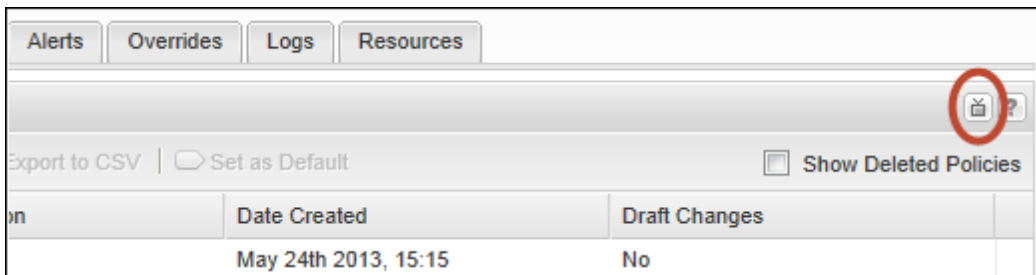 Alerts Overrides Logs Resources
?
Export to CSV Set as Default Show Deleted Policies
on Date Created Draft Changes
May 24th 2013, 15:15 No